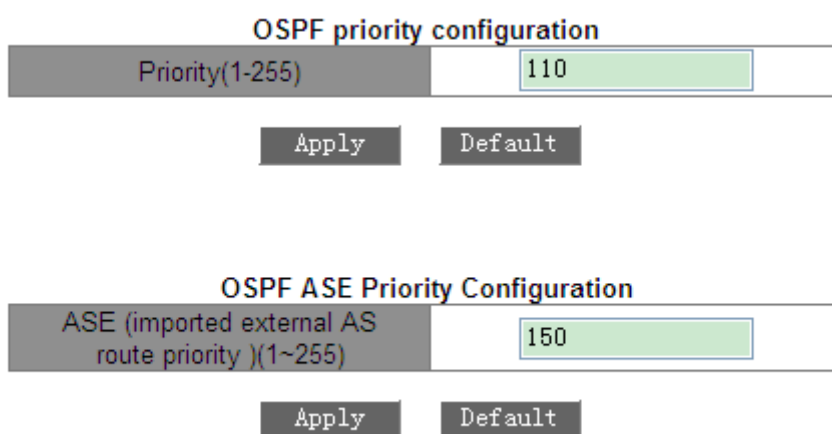 OSPF priority configuration
Priority(1-255) 110
Apply Default
OSPF ASE Priority Configuration
ASE (imported external AS
route priority )(1~255) 150
Apply Default